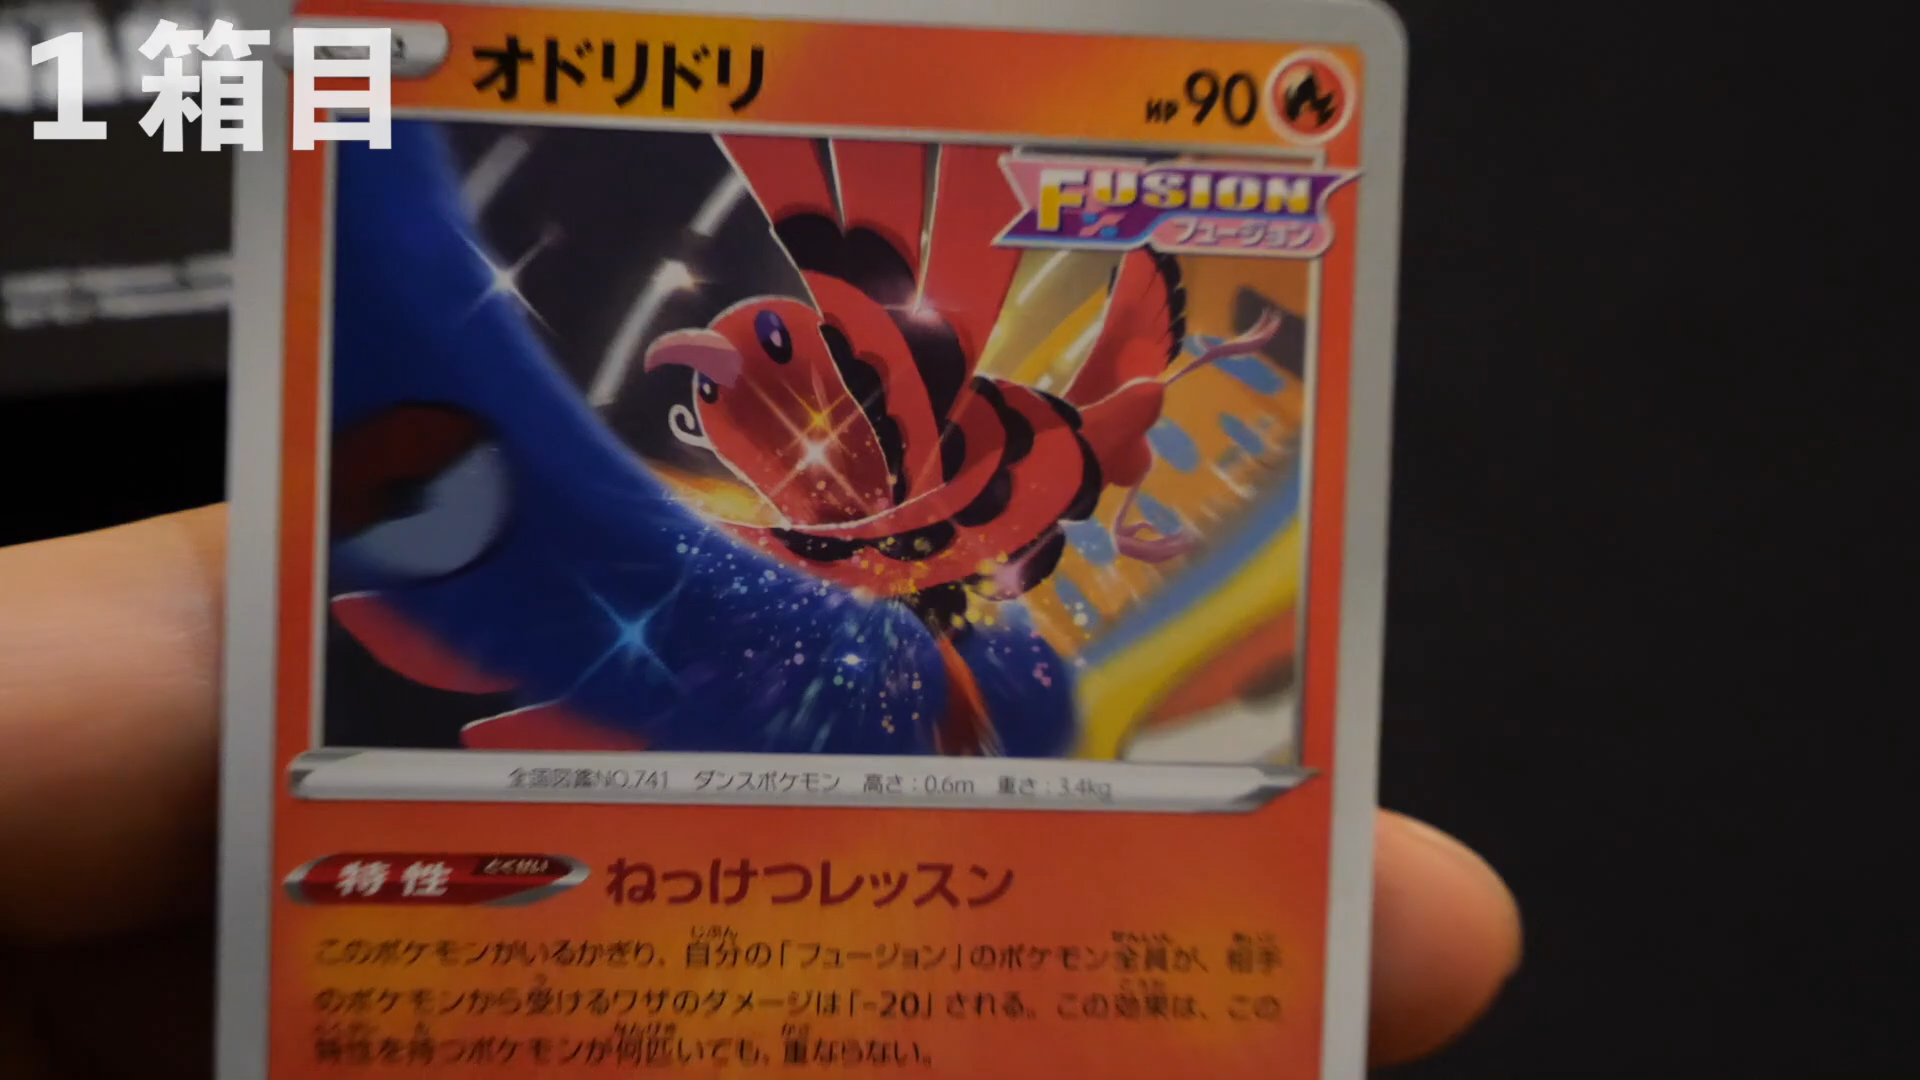 1箱目
オドリドリ
HP90
FUSION
フュージョン
全国図鑑NO.741 ダンスポケモン 高さ:0.6m 重さ:3.4kg
特性 とくせい ねっけつレッスン
このポケモンがいるかぎり、自分の「フュージョン」のポケモン全員が、相手
のポケモンから受けるワザのダメージは「-20」される。この効果は、この
特性を持つポケモンが何匹いても、重ならない。